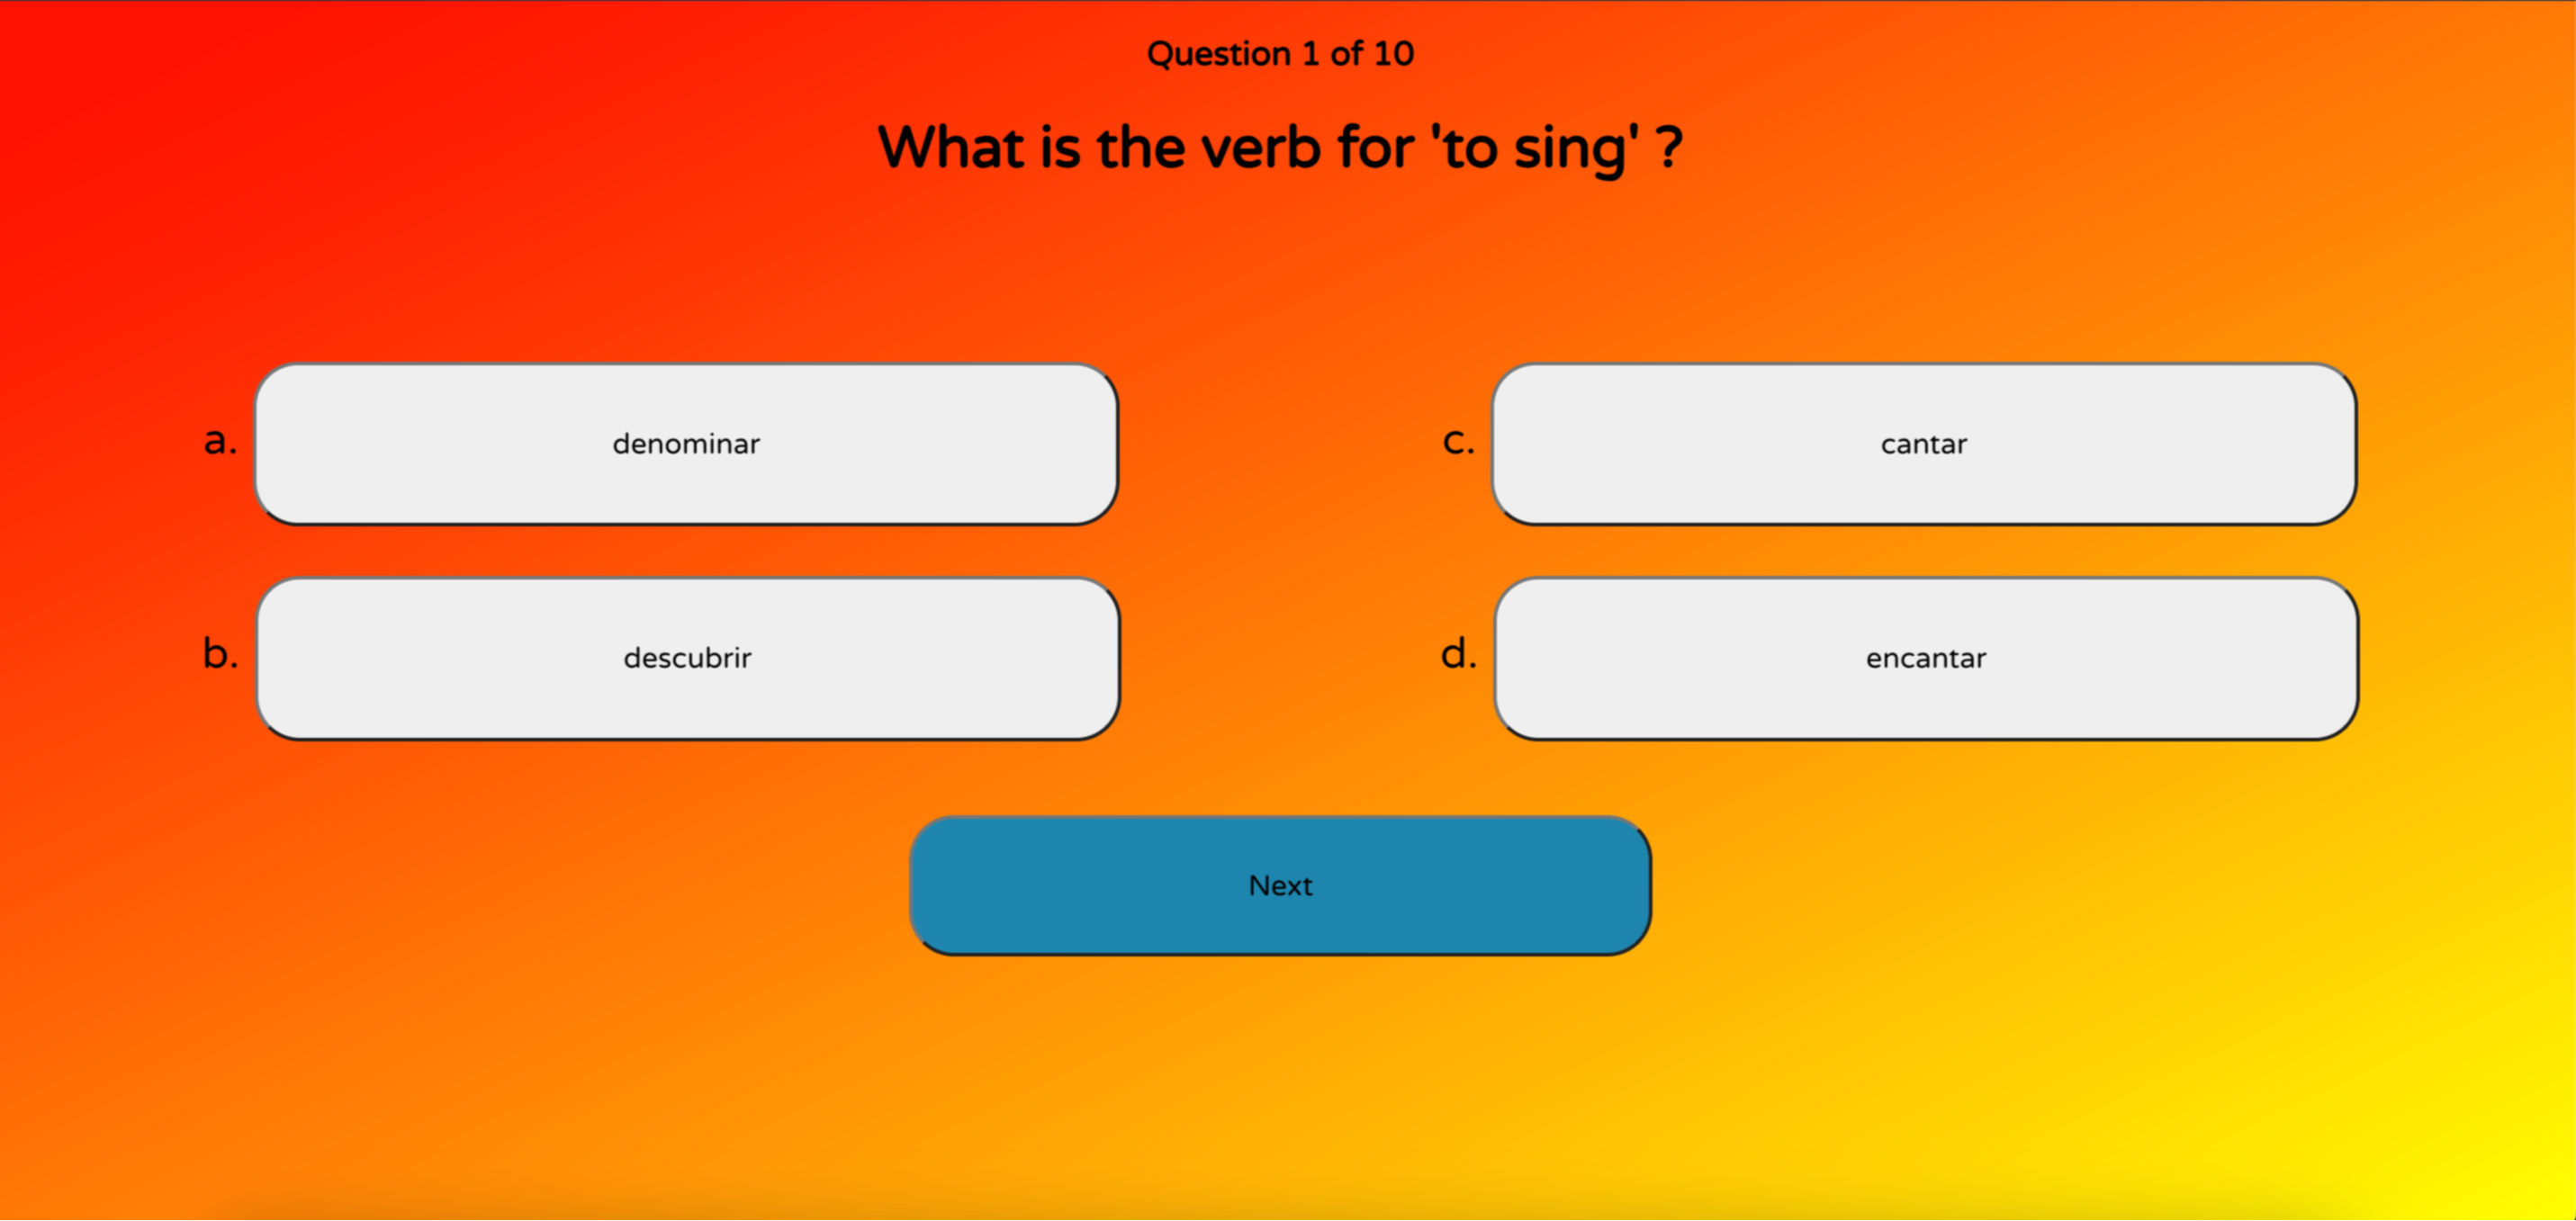 Question 1 of 10
What is the verb for 'to sing' ?
a. denominar
b. descubrir
c. cantar
d. encantar
Next